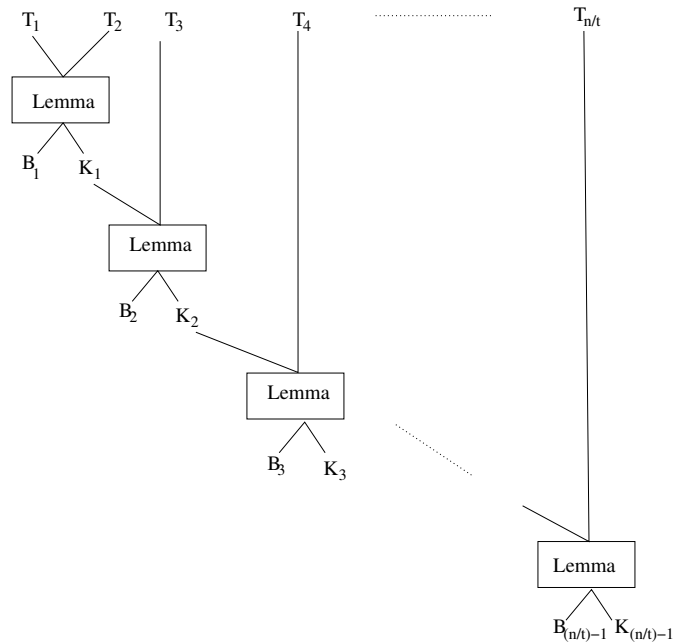 T1 T2 T3 T4 Tn/t
Lemma
B1 K1
Lemma
B2 K2
Lemma
B3 K3
Lemma
B(n/t)−1 K(n/t)−1